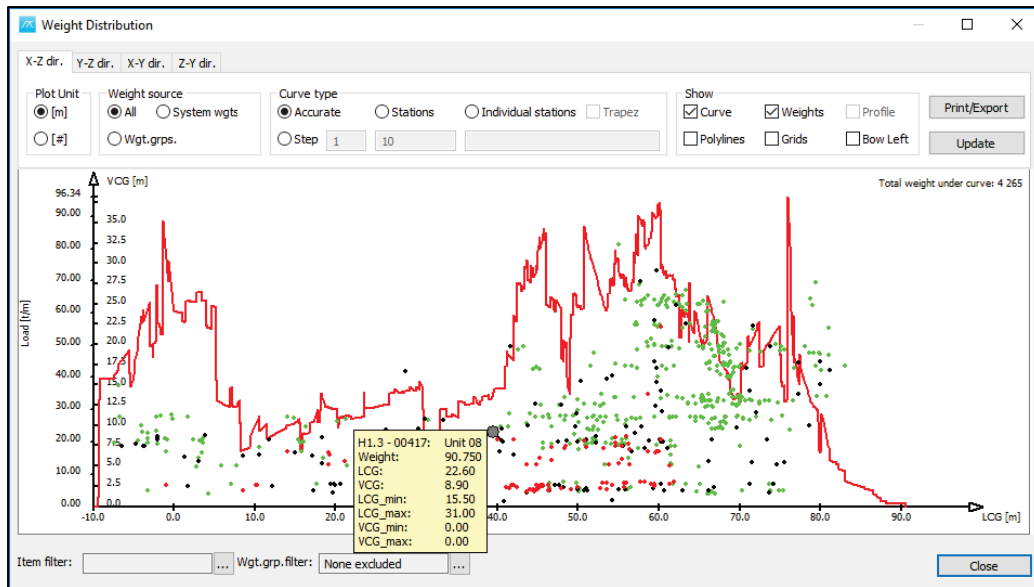 Weight Distribution
X-Z dir. Y-Z dir. X-Y dir. Z-Y dir.
Plot Unit Weight source Curve type Show
[m] All System wgts Accurate Stations Individual stations Trapez Curve Weights Profile Print/Export
[#] Wgt.grps. Step 1 10 Polylines Grids Bow Left Update
VCG [m] Total weight under curve: 4 265
96.34
90.00 35.0
32.5
80.00 30.0
27.5
70.00 25.0
60.00 22.5
20.0
50.00 17.5
40.00 15.0
12.5
30.00 10.0
20.00 7.5
5.0
10.00 2.5
0.00 0.0
Load [t/m]
-10.0 0.0 10.0 20.0 40.0 50.0 60.0 70.0 80.0 90.0 LCG [m]
H1.3 - 00417: Unit 08
Weight: 90.750
LCG: 22.60
VCG: 8.90
LCG_min: 15.50
LCG_max: 31.00
VCG_min: 0.00
VCG_max: 0.00
Item filter: ... Wgt.grp.filter: None excluded ... Close